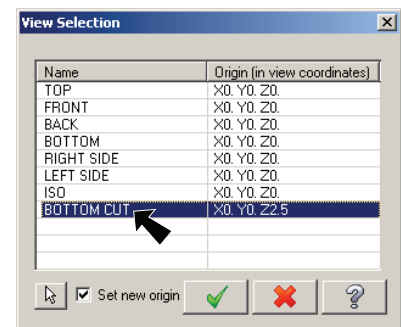 View Selection
Name Origin (in view coordinates)
TOP X0. Y0. Z0.
FRONT X0. Y0. Z0.
BACK X0. Y0. Z0.
BOTTOM X0. Y0. Z0.
RIGHT SIDE X0. Y0. Z0.
LEFT SIDE X0. Y0. Z0.
ISO X0. Y0. Z0.
BOTTOM CUT X0. Y0. Z2.5
Set new origin